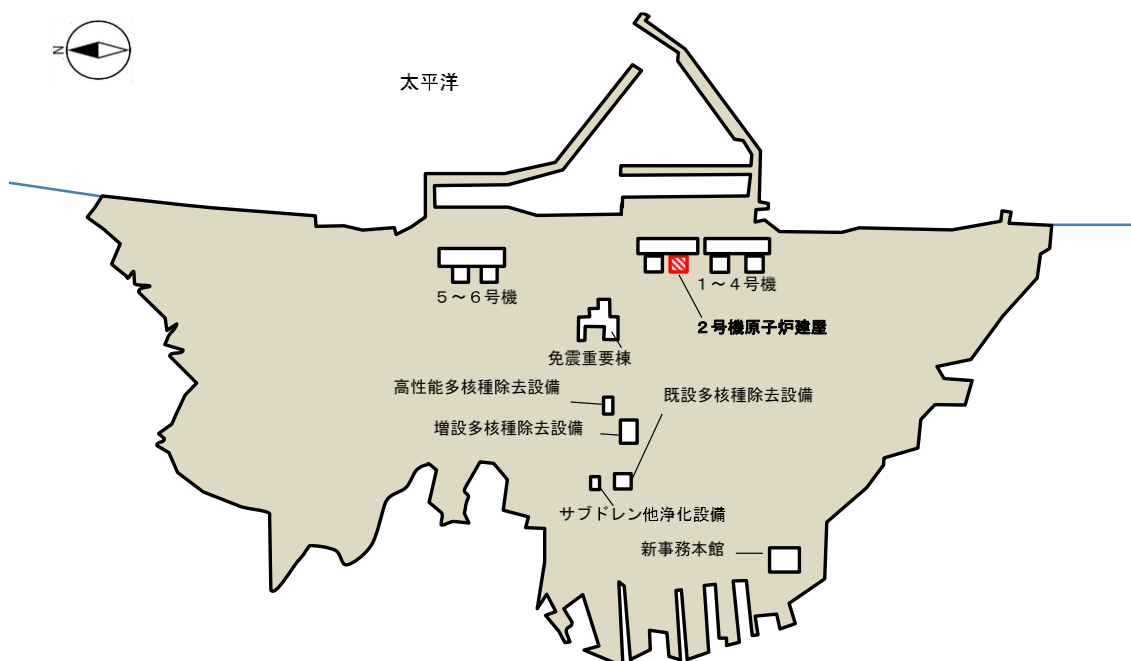 N
太平洋
５～６号機
１～４号機
２号機原子炉建屋
免震重要棟
高性能多核種除去設備
既設多核種除去設備
増設多核種除去設備
サブドレン他浄化設備
新事務本館